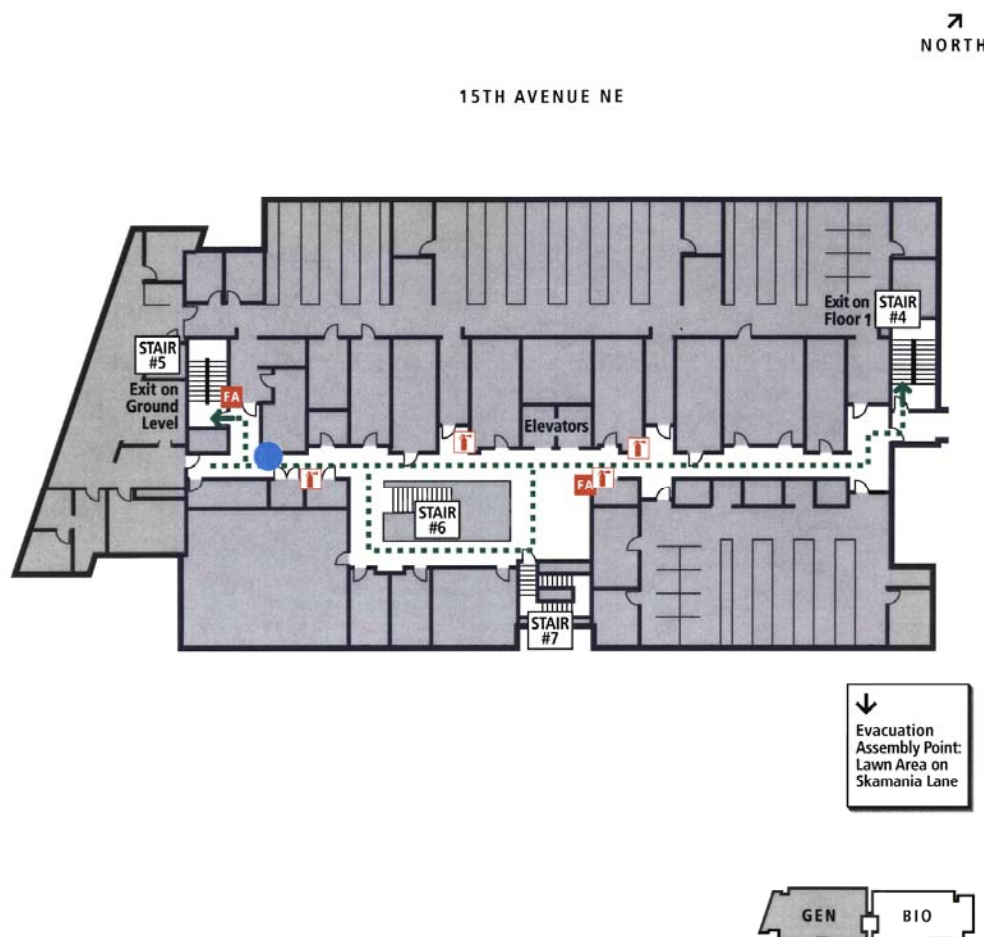 NORTH
15TH AVENUE NE
Exit on
Floor 1
STAIR
#4
STAIR
#5
Exit on
Ground
Level
FA
Elevators
FA
STAIR
#6
STAIR
#7
Evacuation
Assembly Point:
Lawn Area on
Skamania Lane
GEN
BIO